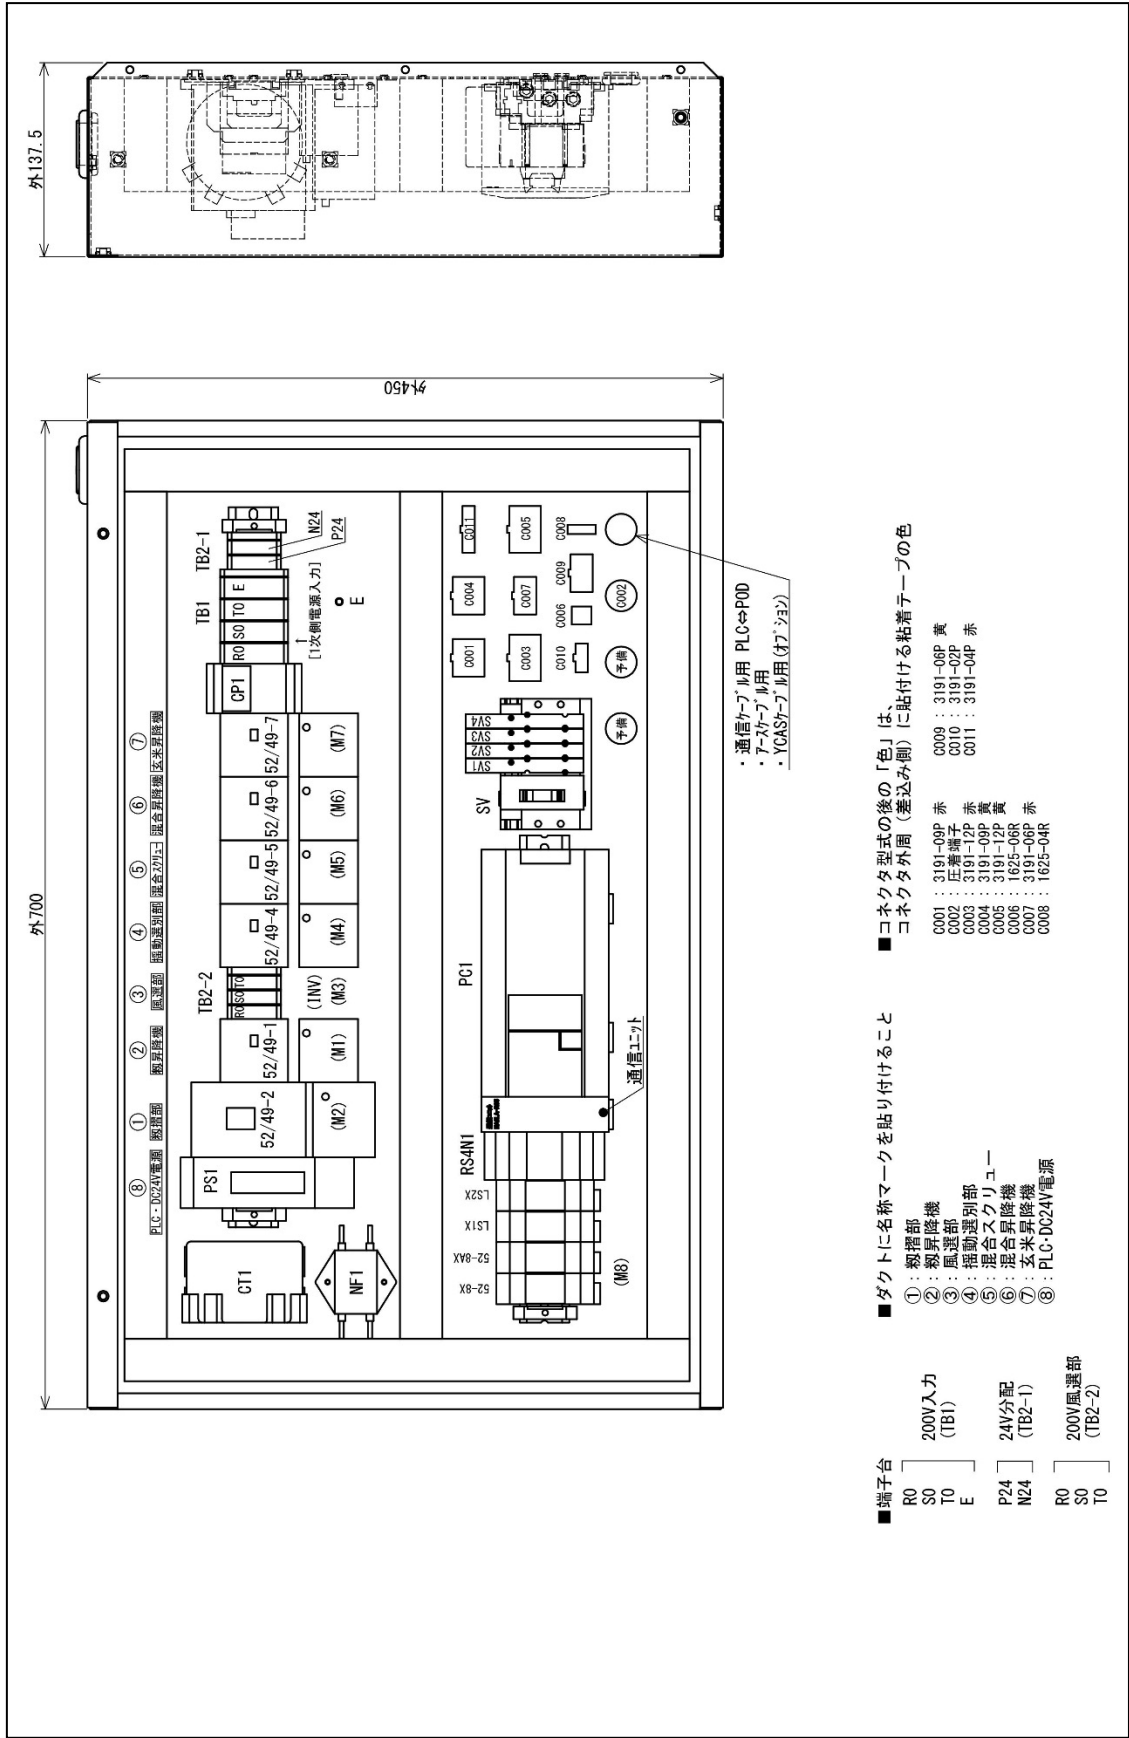 外700
外450
外137.5
⑧
①
②
③
④
⑤
⑥
⑦
PLC・DC24V電源
籾摺部
籾昇降機
風選部
揺動選別部
混合スクリュー
混合昇降機
玄米昇降機
CT1
NF1
PS1
52/49-2
(M2)
52/49-1
(M1)
TB2-2
R0 S0 T0
(INV)
(M3)
52/49-4
(M4)
52/49-5
(M5)
52/49-6
(M6)
52/49-7
(M7)
CP1
TB1
R0 S0 T0 E
TB2-1
N24
P24
↑
[1次側電源入力]
E
52-8X
52-8AX
LS1X
LS2X
(M8)
RS4N1
PC1
通信ユニット
SV
SV1
SV2
SV3
SV4
C001
C004
C011
C003
C007
C005
C010
C006
C009
C008
予備
予備
C002
・通信ケーブル用 PLC⇔POD
・アースケーブル用
・YCASケーブル用(オプション)
■端子台
R0
S0
T0
E
200V入力
(TB1)
P24
N24
24V分配
(TB2-1)
R0
S0
T0
200V風選部
(TB2-2)
■ダクトに名称マークを貼り付けること
①：籾摺部
②：籾昇降機
③：風選部
④：揺動選別部
⑤：混合スクリュー
⑥：混合昇降機
⑦：玄米昇降機
⑧：PLC・DC24V電源
■コネクタ型式の後の「色」は、
コネクタ外周（差込み側）に貼付ける粘着テープの色
C001 : 3191-09P 赤
C002 : 圧着端子
C003 : 3191-12P 赤
C004 : 3191-09P 黄
C005 : 3191-12P 黄
C006 : 1625-06R
C007 : 3191-06P 赤
C008 : 1625-04R
C009 : 3191-06P 黄
C010 : 3191-02P
C011 : 3191-04P 赤